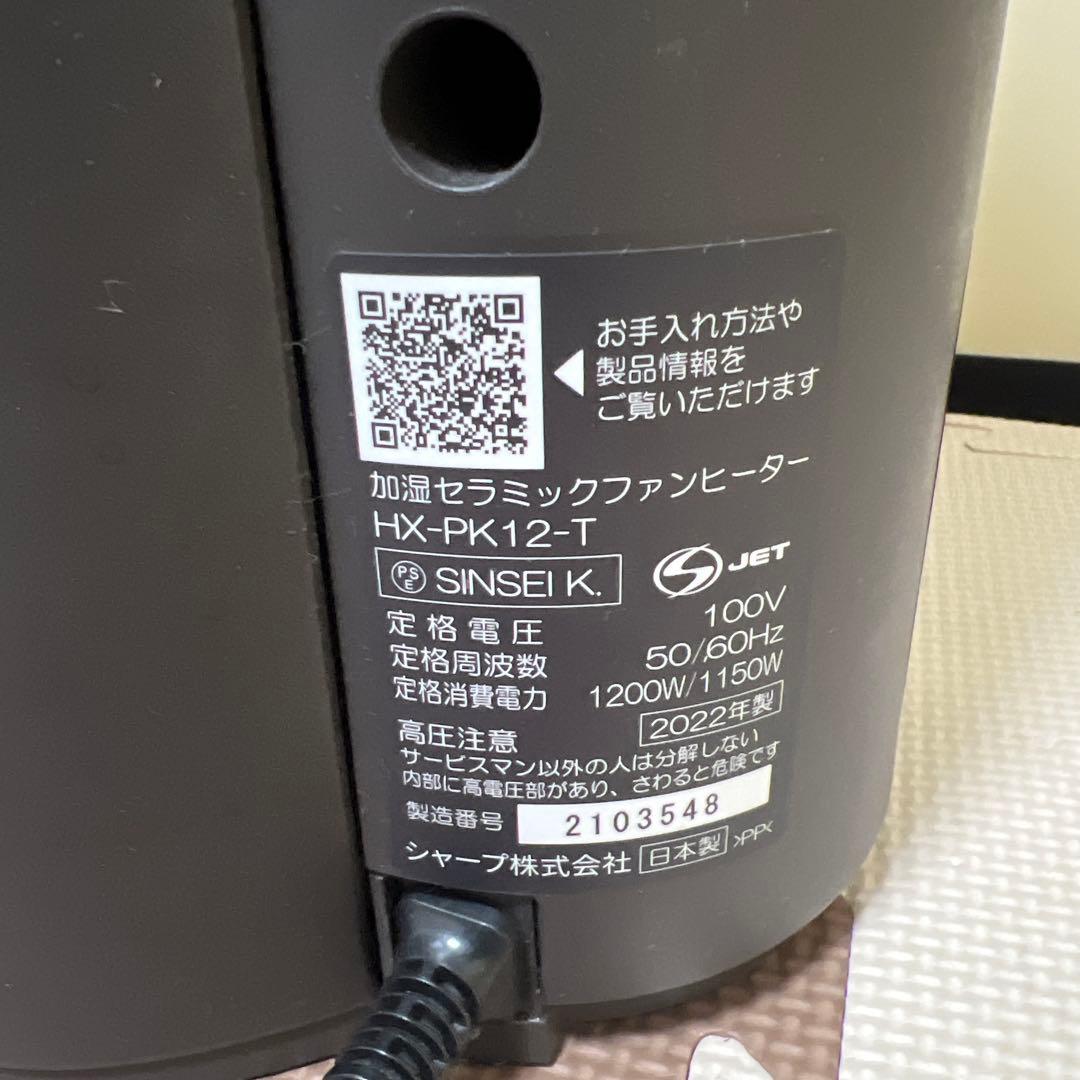 お手入れ方法や
製品情報を
ご覧いただけます
加湿セラミックファンヒーター
HX-PK12-T
PS E SINSEI K.
S JET
定格電圧 100V
定格周波数 50/60Hz
定格消費電力 1200W/1150W
2022年製
高圧注意
サービスマン以外の人は分解しない
内部に高電圧部があり、さわると危険です
製造番号 2103548
シャープ株式会社 日本製 >PP<